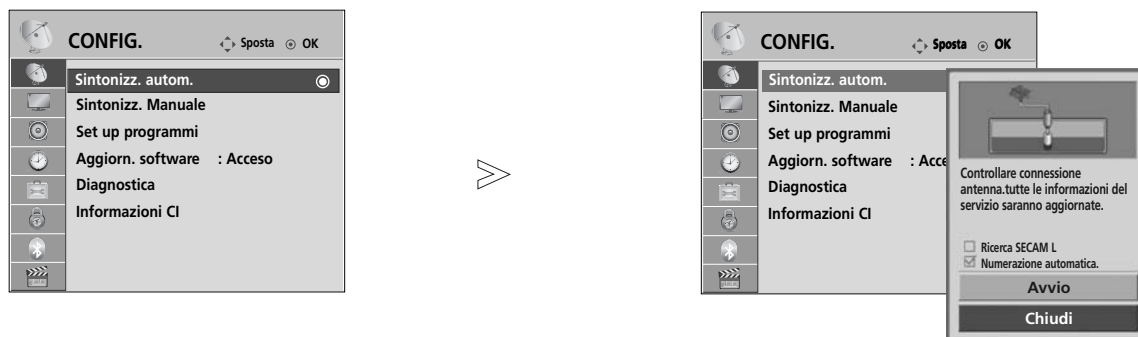 CONFIG. Sposta OK
Sintonizz. autom.
Sintonizz. Manuale
Set up programmi
Aggiorn. software : Acceso
Diagnostica
Informazioni CI
CONFIG. Sposta OK
Sintonizz. autom.
Sintonizz. Manuale
Set up programmi
Aggiorn. software : Acce
Diagnostica
Informazioni CI
Controllare connessione
antenna.tutte le informazioni del
servizio saranno aggiornate.
Ricerca SECAM L
Numerazione automatica.
Avvio
Chiudi